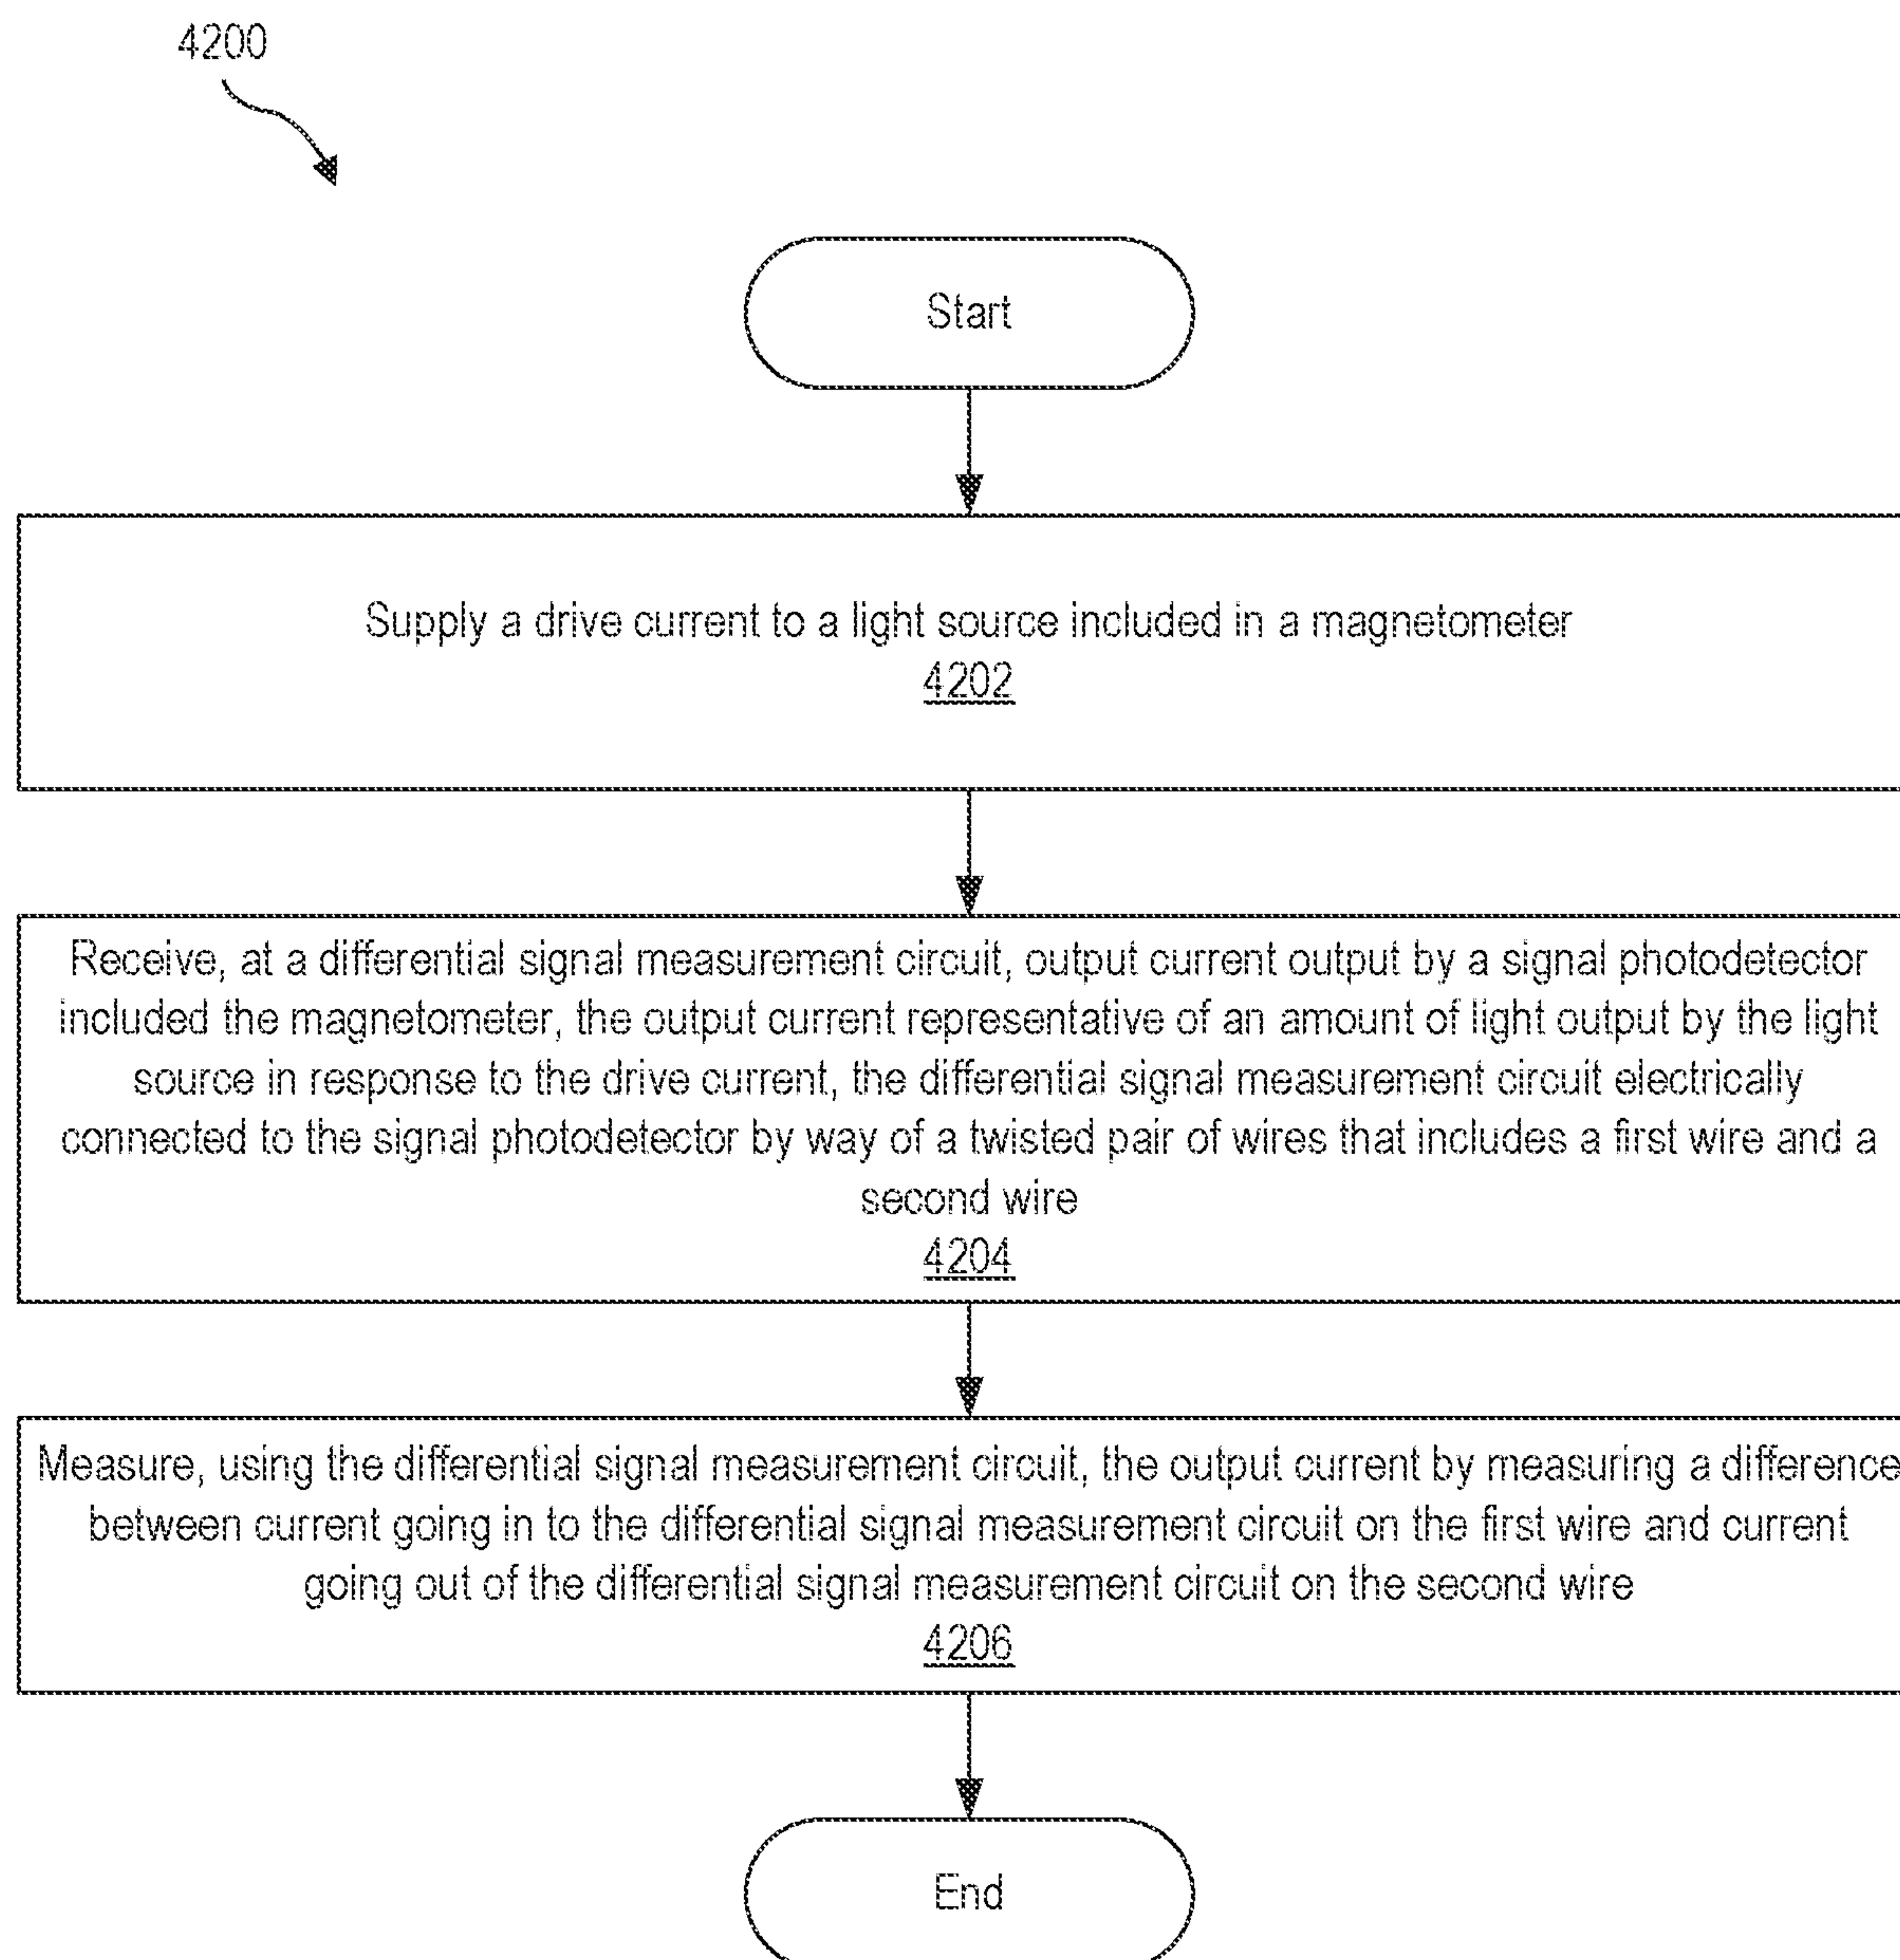 4200
Start
Supply a drive current to a light source included in a magnetometer
4202
Receive, at a differential signal measurement circuit, output current output by a signal photodetector
included the magnetometer, the output current representative of an amount of light output by the light
source in response to the drive current, the differential signal measurement circuit electrically
connected to the signal photodetector by way of a twisted pair of wires that includes a first wire and a
second wire
4204
Measure, using the differential signal measurement circuit, the output current by measuring a difference
between current going in to the differential signal measurement circuit on the first wire and current
going out of the differential signal measurement circuit on the second wire
4206
End